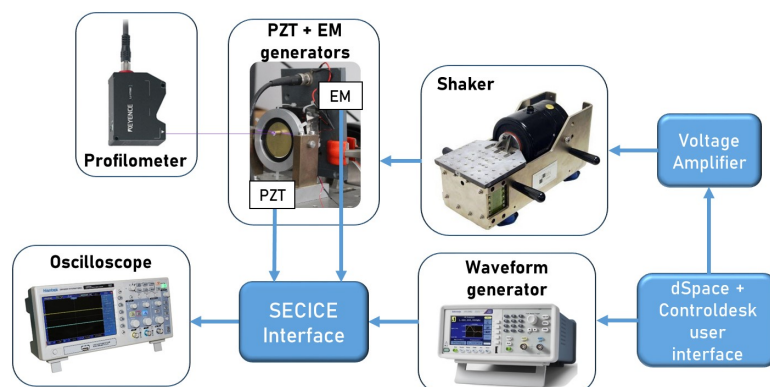 PZT + EM
generators
EM
PZT
KEYENCE
Profilometer
Shaker
Voltage
Amplifier
Oscilloscope
SECICE
Interface
Waveform
generator
dSpace +
Controldesk
user
interface